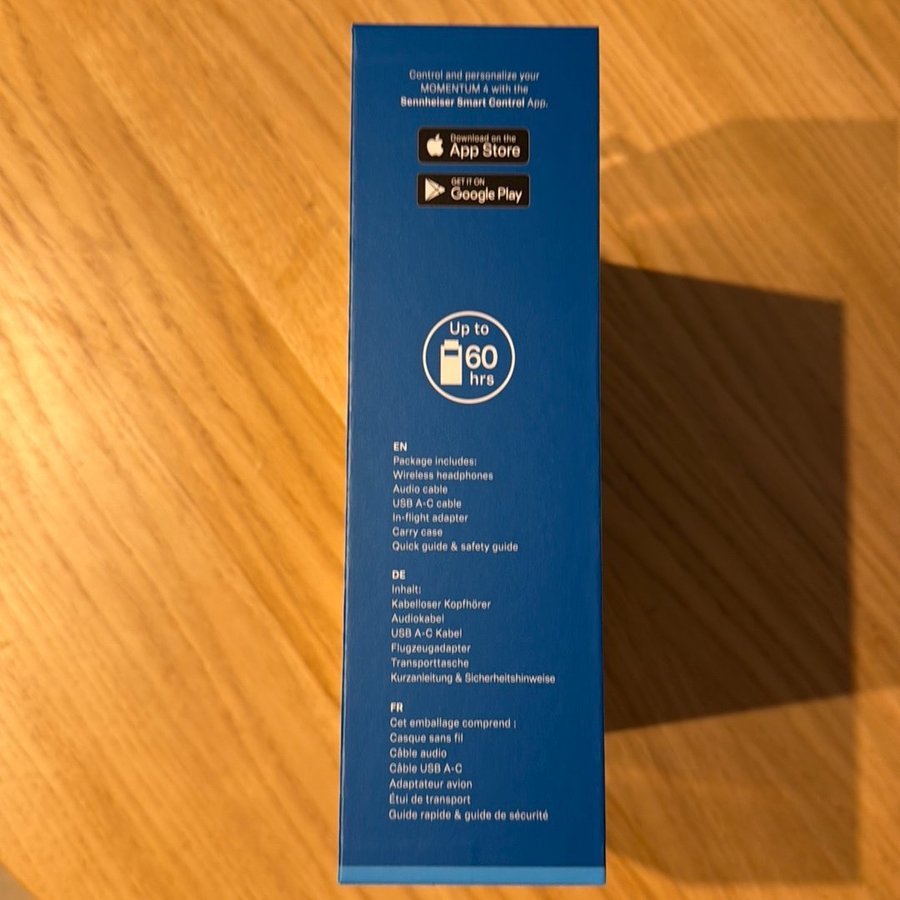 Control and personalize your
MOMENTUM 4 with the
Sennheiser Smart Control App.
Download on the
App Store
GET IT ON
Google Play
Up to
60
hrs
EN
Package includes:
Wireless headphones
Audio cable
USB A-C cable
In-flight adapter
Carry case
Quick guide & safety guide
DE
Inhalt:
Kabelloser Kopfhörer
Audiokabel
USB A-C Kabel
Flugzeugadapter
Transporttasche
Kurzanleitung & Sicherheitshinweise
FR
Cet emballage comprend :
Casque sans fil
Câble audio
Câble USB A-C
Adaptateur avion
Étui de transport
Guide rapide & guide de sécurité